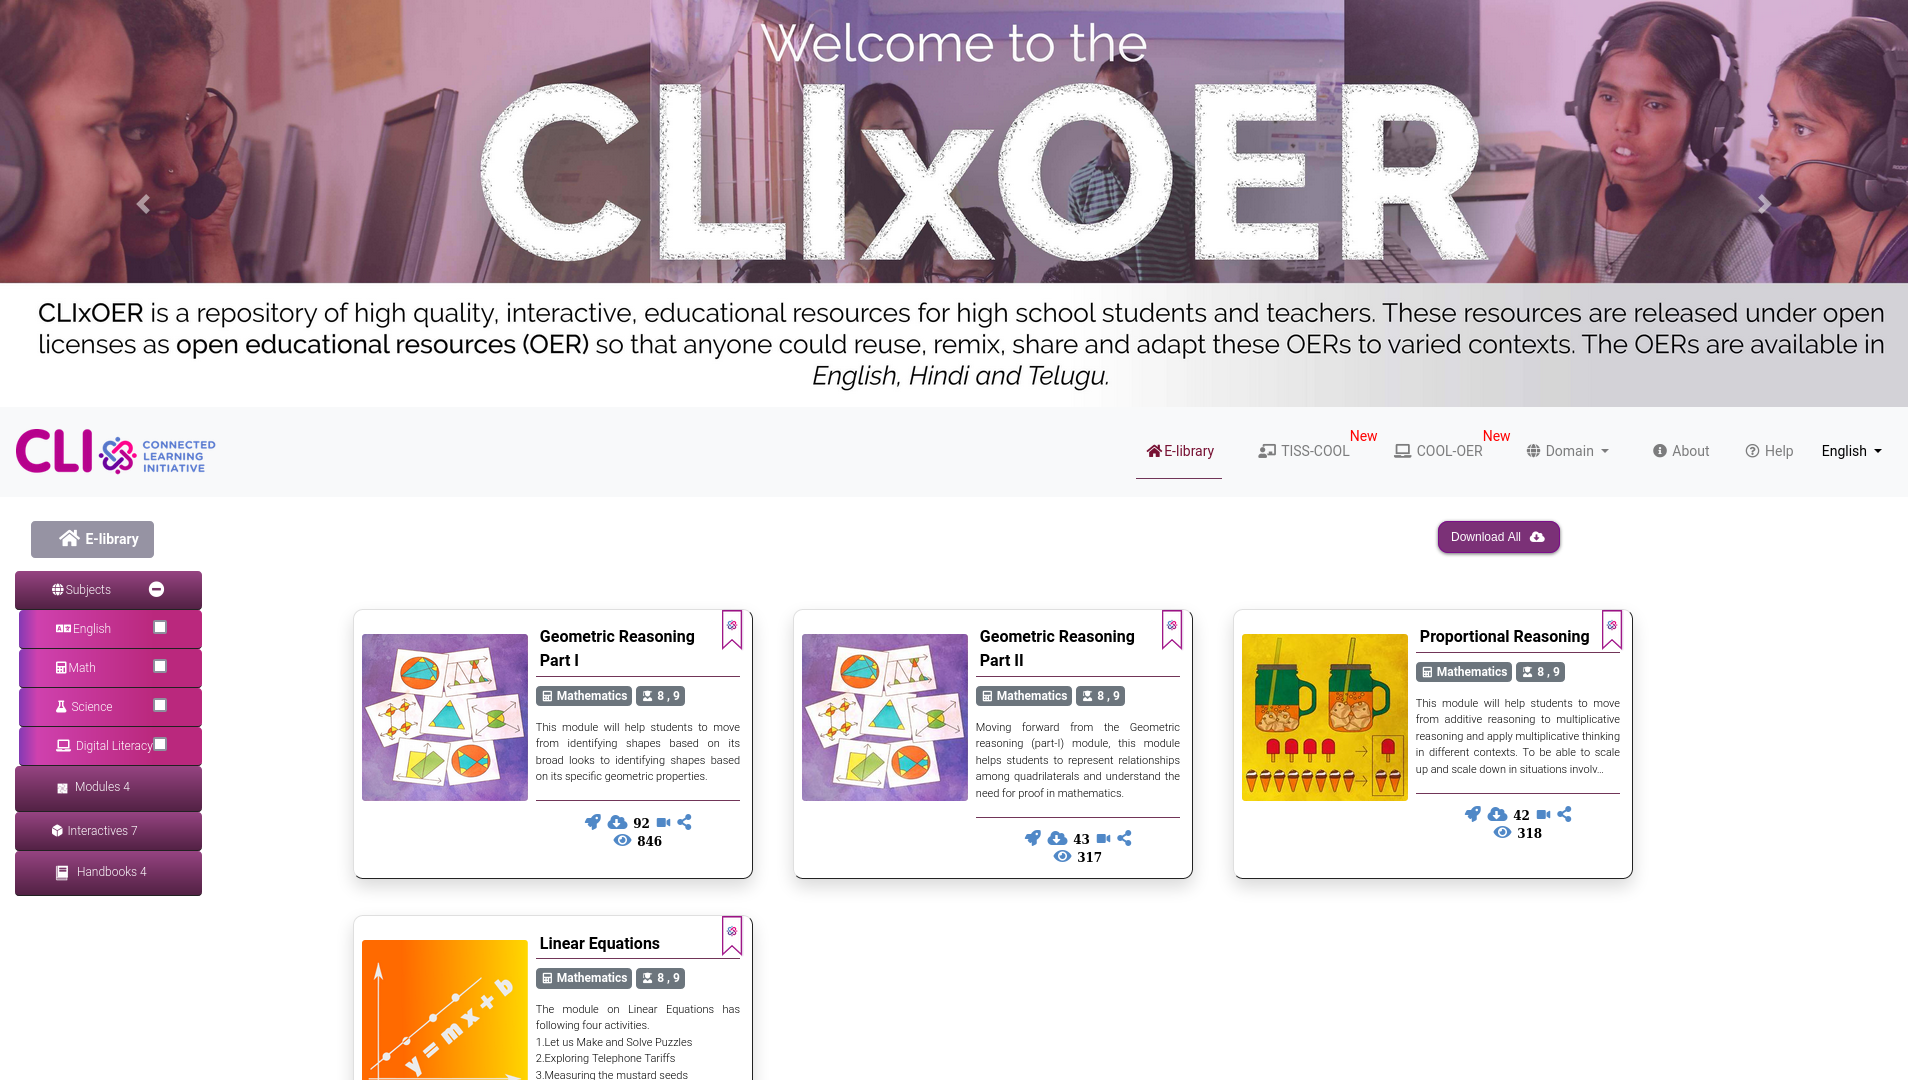 Welcome to the
CLIxOER
CLIxOER is a repository of high quality, interactive, educational resources for high school students and teachers. These resources are released under open
licenses as open educational resources (OER) so that anyone could reuse, remix, share and adapt these OERs to varied contexts. The OERs are available in
English, Hindi and Telugu.
CLIx CONNECTED
LEARNING
INITIATIVE
E-library
TISS-COOL New
COOL-OER New
Domain
About
Help
English
E-library
Download All
Subjects
English
Math
Science
Digital Literacy
Modules 4
Interactives 7
Handbooks 4
Geometric Reasoning
Part I
Mathematics 8 , 9
This module will help students to move
from identifying shapes based on its
broad looks to identifying shapes based
on its specific geometric properties.
92
846
Geometric Reasoning
Part II
Mathematics 8 , 9
Moving forward from the Geometric
reasoning (part-I) module, this module
helps students to represent relationships
among quadrilaterals and understand the
need for proof in mathematics.
43
317
Proportional Reasoning
Mathematics 8 , 9
This module will help students to move
from additive reasoning to multiplicative
reasoning and apply multiplicative thinking
in different contexts. To be able to scale
up and scale down in situations involv...
42
318
y = mx + b
Linear Equations
Mathematics 8 , 9
The module on Linear Equations has
following four activities.
1.Let us Make and Solve Puzzles
2.Exploring Telephone Tariffs
3.Measuring the mustard seeds